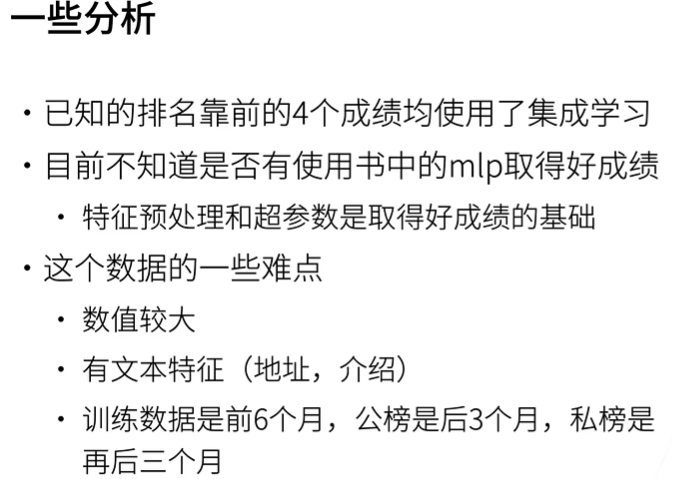 一些分析
• 已知的排名靠前的4个成绩均使用了集成学习
• 目前不知道是否有使用书中的mlp取得好成绩
• 特征预处理和超参数是取得好成绩的基础
• 这个数据的一些难点
• 数值较大
• 有文本特征（地址，介绍）
• 训练数据是前6个月，公榜是后3个月，私榜是
再后三个月